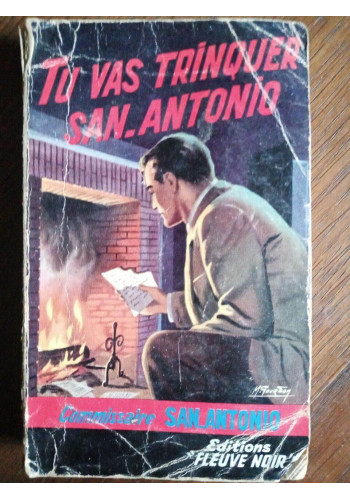 TU VAS TRINQUER
SAN-ANTONIO
Commissaire SAN-ANTONIO
Editions
"FLEUVE NOIR"